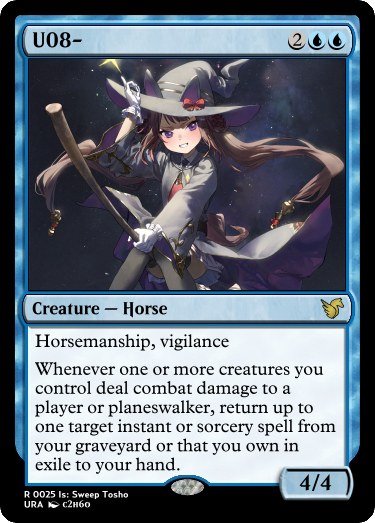 U08-
2
Creature — Horse
Horsemanship, vigilance
Whenever one or more creatures you
control deal combat damage to a
player or planeswalker, return up to
one target instant or sorcery spell from
your graveyard or that you own in
exile to your hand.
4/4
R 0025 Is: Sweep Tosho
URA C2H60